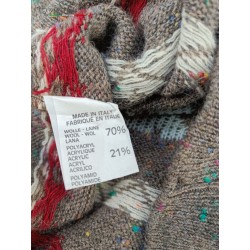 MADE IN ITALY
FABRIQUE EN ITALIE
WOLLE - LAINE
WOOL - WOL 70%
LANA
POLYACRYL
ACRYLIQUE 21%
ACRYLIC
ACRYL
ACRILICO
POLYAMID
POLYAMIDE